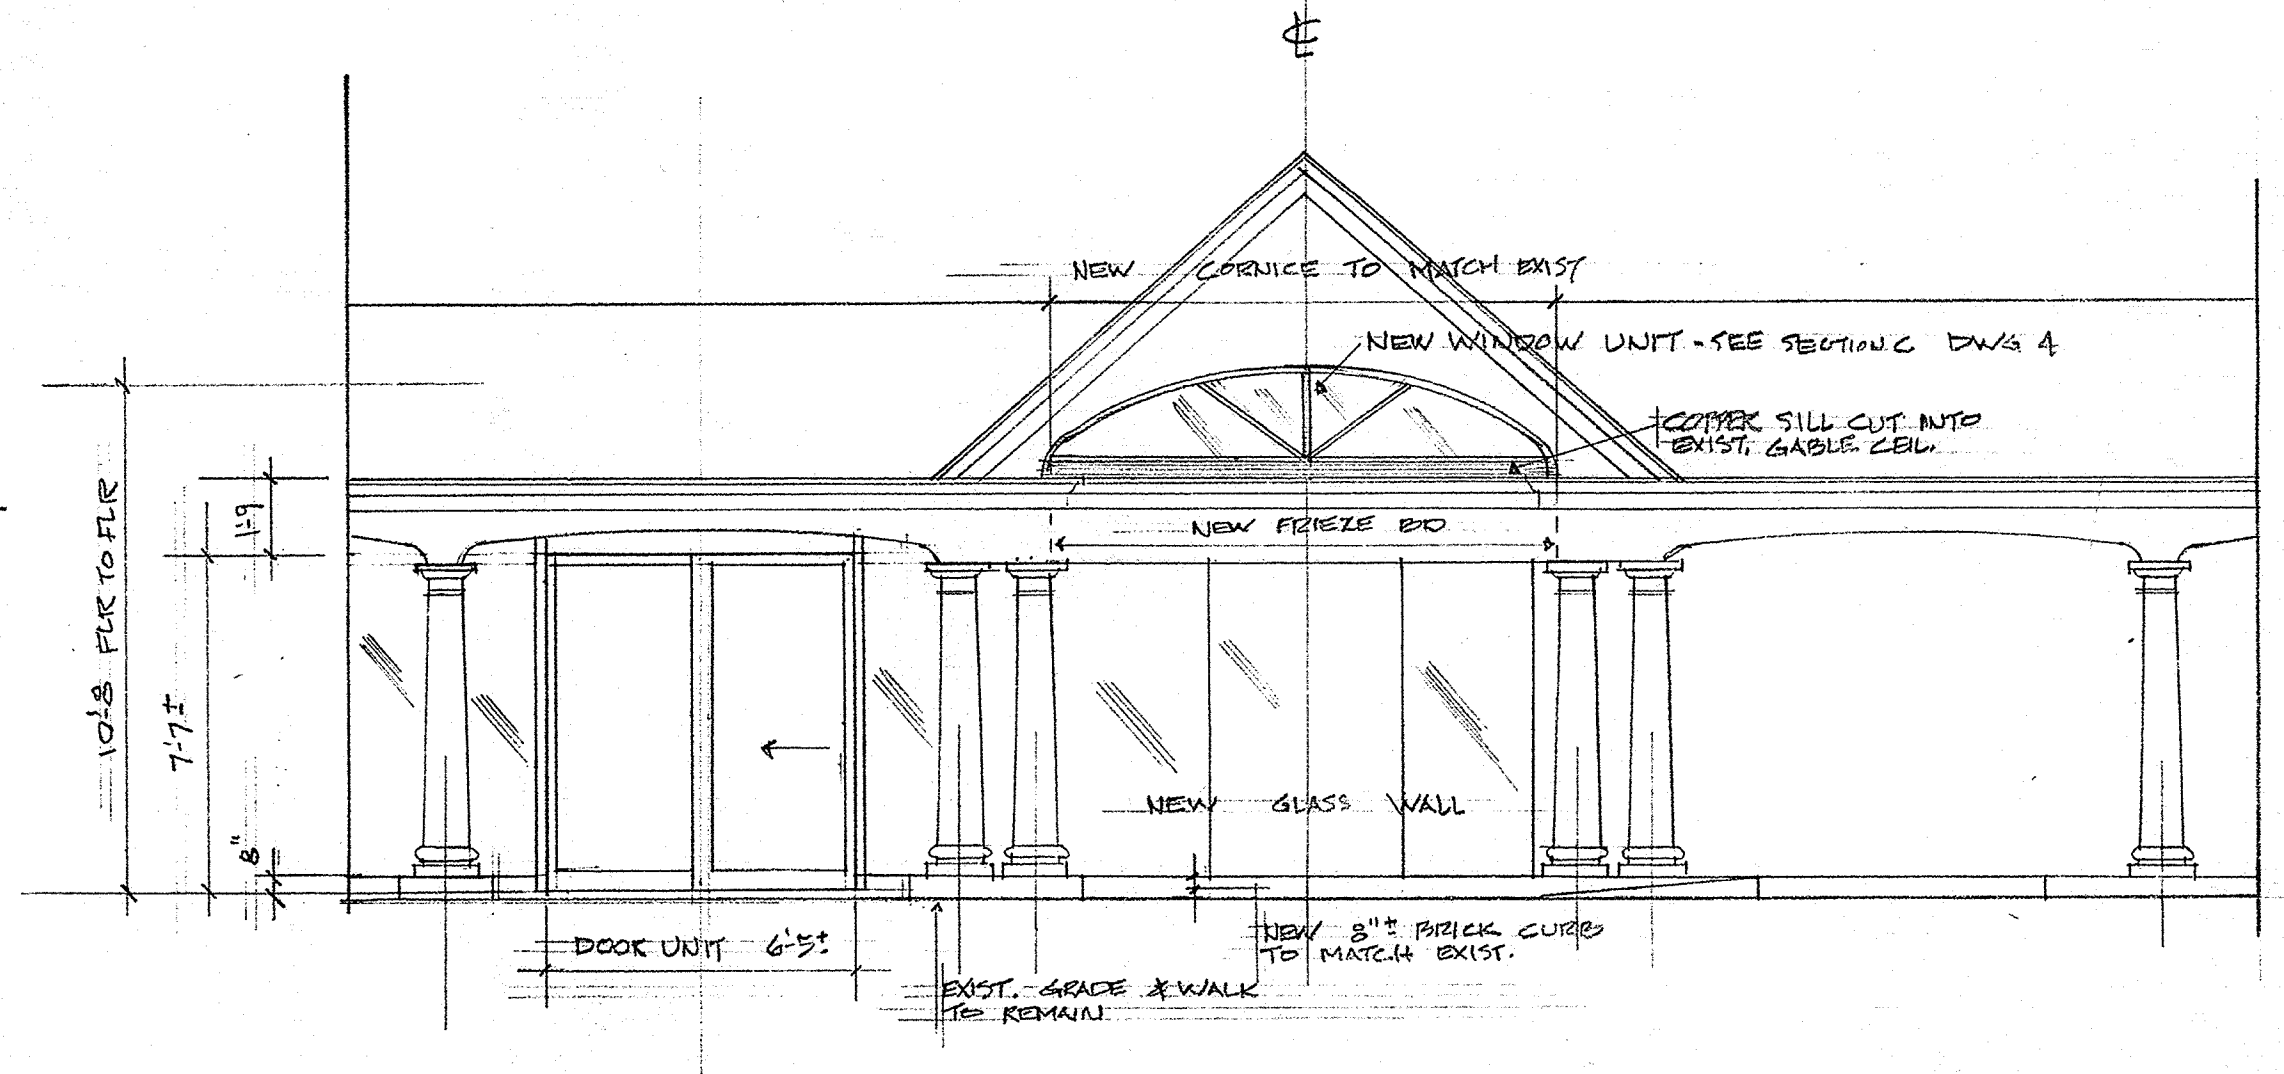 ℄
NEW CORNICE TO MATCH EXIST
NEW WINDOW UNIT - SEE SECTION C DWG 4
COPPER SILL CUT INTO
EXIST. GABLE CEIL.
10'-8 FLR TO FLR
1'-9
7'-7±
8"
NEW FRIEZE BD
NEW GLASS WALL
DOOR UNIT 6'-5±
NEW 8"± BRICK CURB
TO MATCH EXIST.
EXIST. GRADE & WALK
TO REMAIN